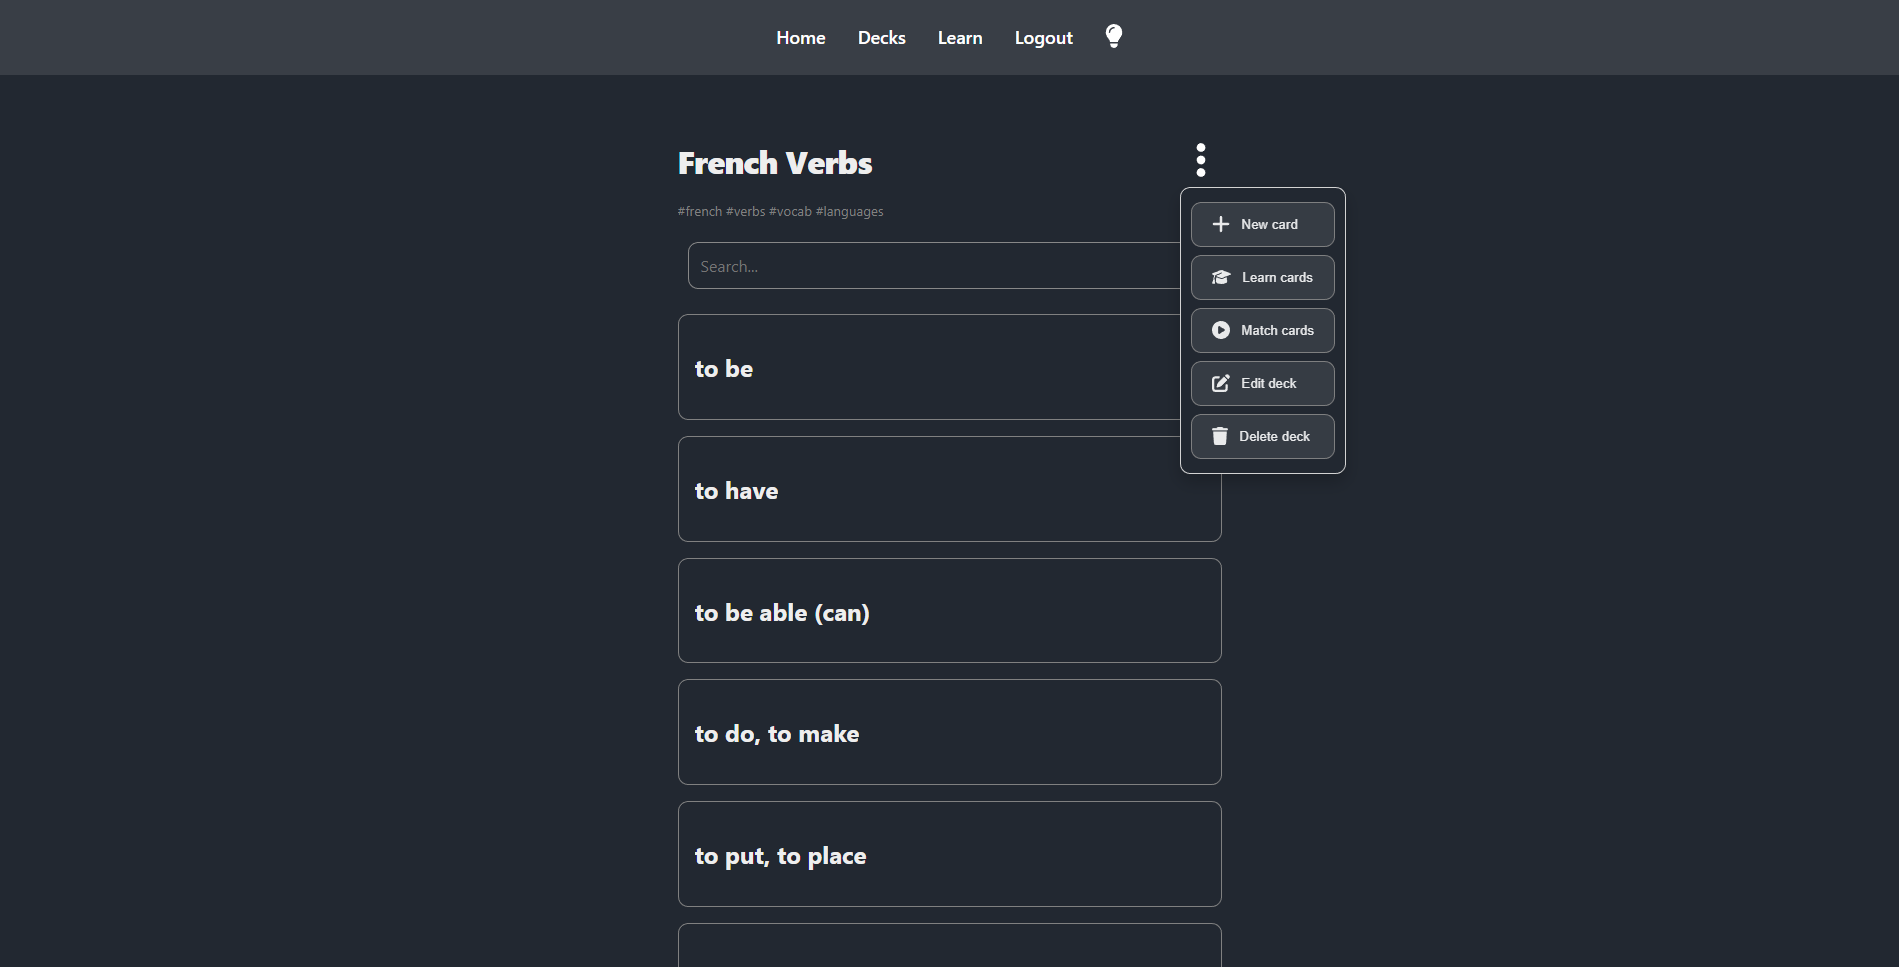 Home Decks Learn Logout
French Verbs
#french #verbs #vocab #languages
Search...
New card
Learn cards
Match cards
Edit deck
Delete deck
to be
to have
to be able (can)
to do, to make
to put, to place